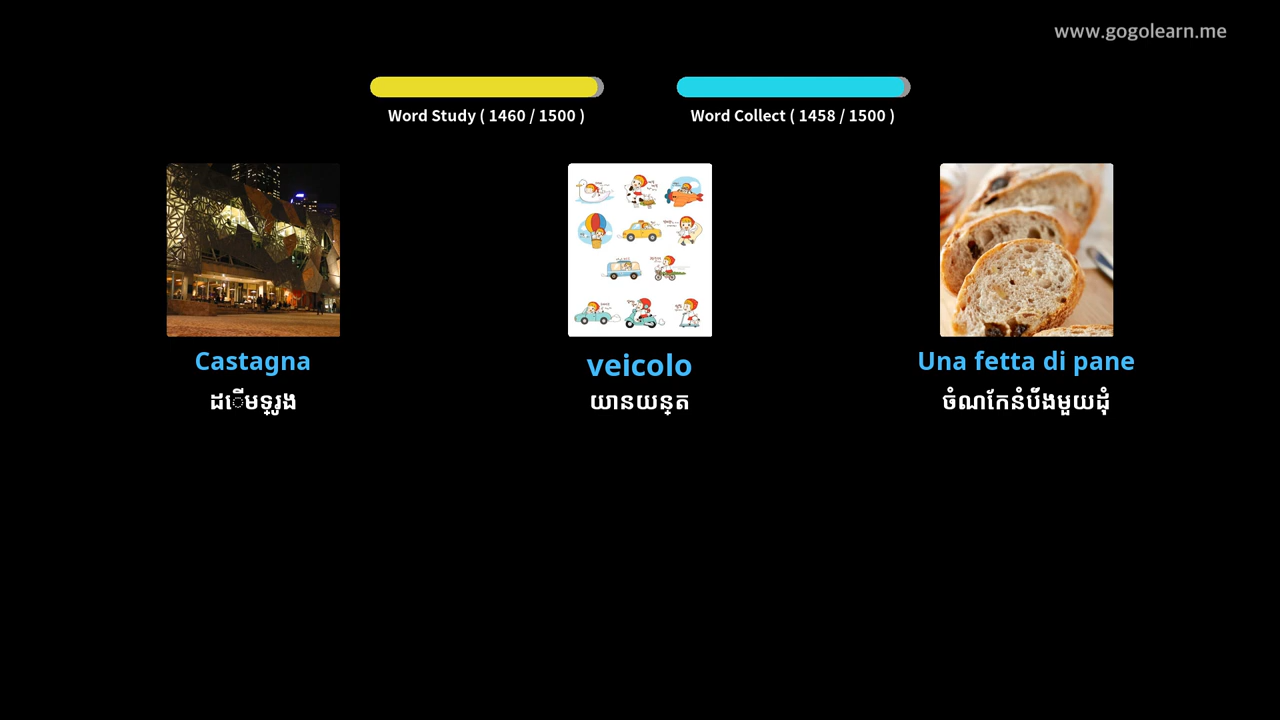 www.gogolearn.me
Word Study ( 1460 / 1500 )
Word Collect ( 1458 / 1500 )
Castagna
veicolo
Una fetta di pane
ដេីមទ្រូង
យានយន្ត
ចំណកែនំប័ងមួយដុំ